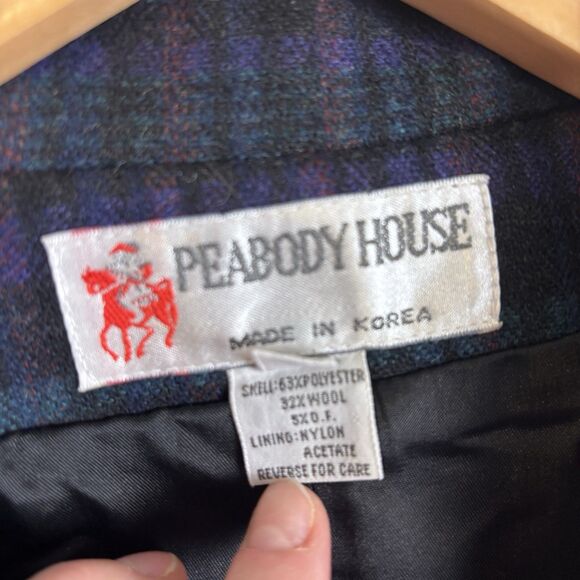 PEABODY HOUSE
MADE IN KOREA
SHELL:63%POLYESTER
32%WOOL
5%O.F.
LINING:NYLON
ACETATE
REVERSE FOR CARE